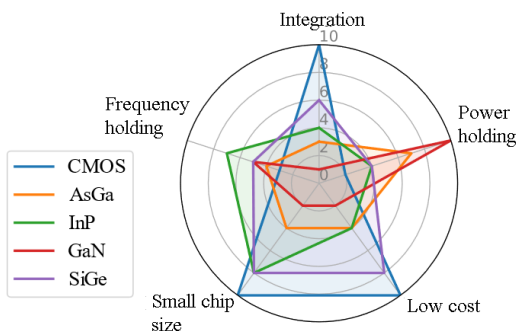 Integration
10
8
6
4
2
0
Frequency
holding
Power
holding
CMOS
AsGa
InP
GaN
SiGe
Small chip
size
Low cost